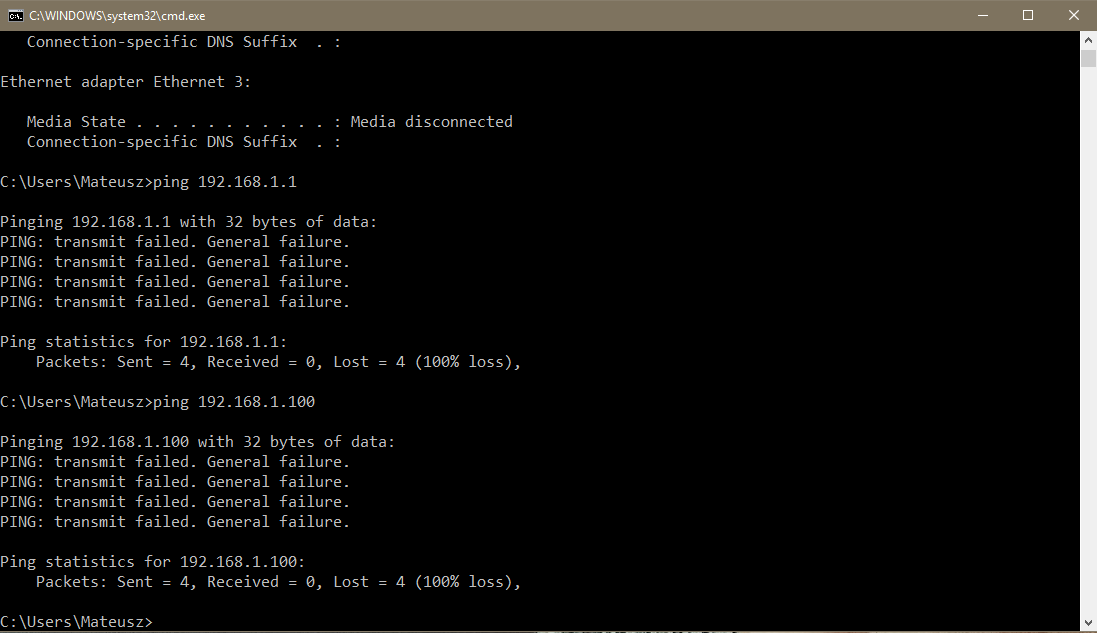 C:\WINDOWS\system32\cmd.exe
Connection-specific DNS Suffix  . :
Ethernet adapter Ethernet 3:
Media State . . . . . . . . . . . : Media disconnected
Connection-specific DNS Suffix  . :
C:\Users\Mateusz>ping 192.168.1.1
Pinging 192.168.1.1 with 32 bytes of data:
PING: transmit failed. General failure.
PING: transmit failed. General failure.
PING: transmit failed. General failure.
PING: transmit failed. General failure.
Ping statistics for 192.168.1.1:
Packets: Sent = 4, Received = 0, Lost = 4 (100% loss),
C:\Users\Mateusz>ping 192.168.1.100
Pinging 192.168.1.100 with 32 bytes of data:
PING: transmit failed. General failure.
PING: transmit failed. General failure.
PING: transmit failed. General failure.
PING: transmit failed. General failure.
Ping statistics for 192.168.1.100:
Packets: Sent = 4, Received = 0, Lost = 4 (100% loss),
C:\Users\Mateusz>